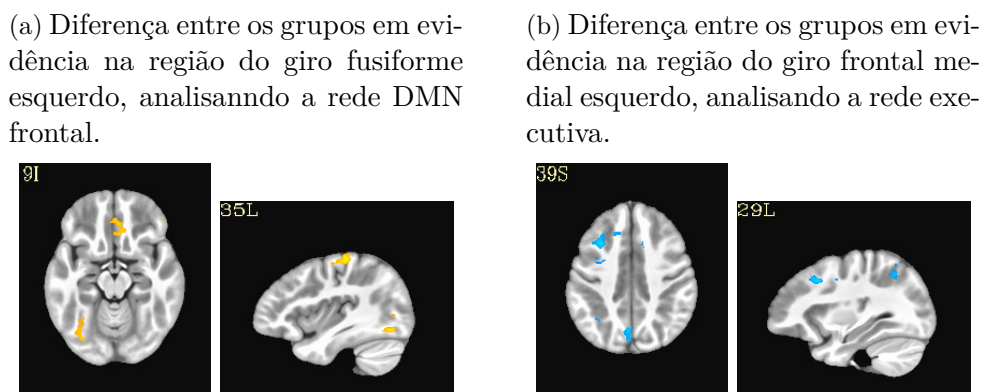 (a) Diferença entre os grupos em evi-
dência na região do giro fusiforme
esquerdo, analisanndo a rede DMN
frontal.
(b) Diferença entre os grupos em evi-
dência na região do giro frontal me-
dial esquerdo, analisando a rede exe-
cutiva.
9I
35L
39S
29L